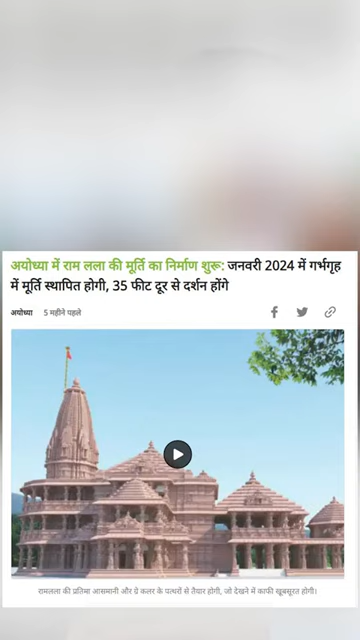 अयोध्या में राम लला की मूर्ति का निर्माण शुरू: जनवरी 2024 में गर्भगृह
में मूर्ति स्थापित होगी, 35 फीट दूर से दर्शन होंगे
अयोध्या 5 महीने पहले
रामलला की प्रतिमा आसमानी और ग्रे कलर के पत्थरों से तैयार होगी, जो देखने में काफी खूबसूरत होगी।